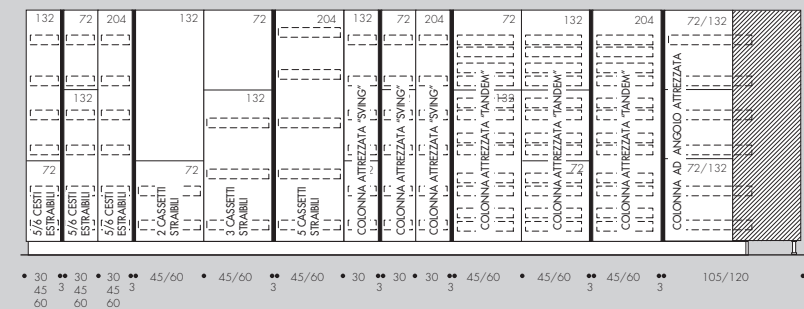 132 72 204 132 72 204 132 72 204 72 132 204 72/132
132 132 132
72 72 72 72/132
5/6 CESTI
ESTRAIBILI
5/6 CESTI
ESTRAIBILI
5/6 CESTI
ESTRAIBILI
2 CASSETTI
STRAIBILI
3 CASSETTI
STRAIBILI
5 CASSETTI
STRAIBILI
COLONNA ATTREZZATA "SVING"
COLONNA ATTREZZATA "SVING"
COLONNA ATTREZZATA "SVING"
COLONNA ATTREZZATA "TANDEM"
COLONNA ATTREZZATA "TANDEM"
COLONNA ATTREZZATA "TANDEM"
COLONNA AD ANGOLO ATTREZZATA
• 30 •• 30 • 30 •• 45/60 • 45/60 •• 45/60 • 30 •• 30 • 30 •• 45/60 • 45/60 •• 45/60 •• 105/120 •
3 3 3 3 3 3 3
45 45 45
60 60 60